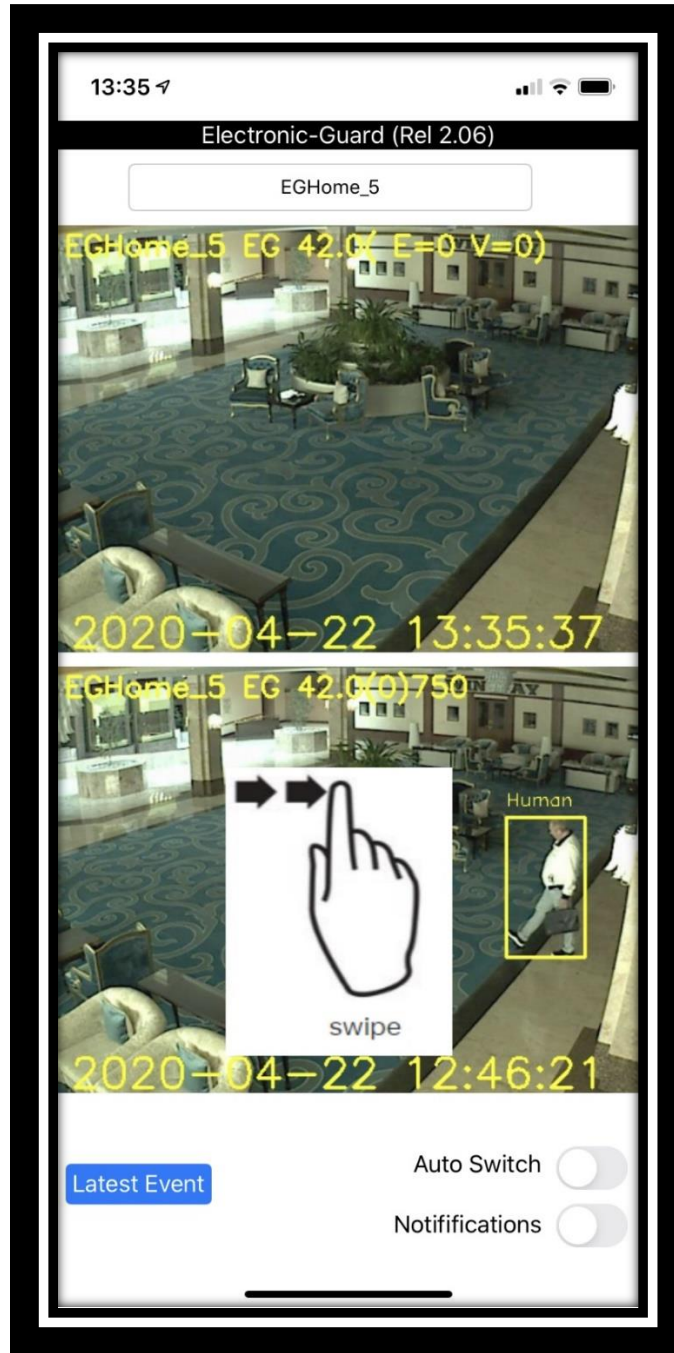 13:35
Electronic-Guard (Rel 2.06)
EGHome_5
EGHome_5 EG 42.0( E=0 V=0)
2020-04-22 13:35:37
EGHome_5 EG 42.0(0)750
Human
swipe
2020-04-22 12:46:21
Auto Switch
Latest Event
Notififications